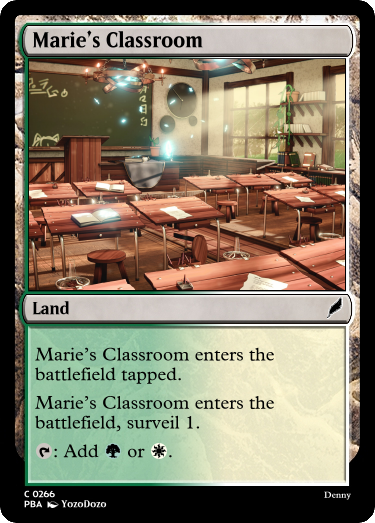 Marie's Classroom
Land
Marie's Classroom enters the
battlefield tapped.
Marie's Classroom enters the
battlefield, surveil 1.
: Add or .
C 0266
Denny
PBA YozoDozo